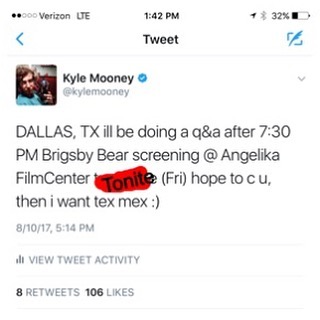 Verizon LTE 1:42 PM 32%
Tweet
Kyle Mooney
@kylemooney
DALLAS, TX ill be doing a q&a after 7:30
PM Brigsby Bear screening @ Angelika
FilmCenter Tonite (Fri) hope to c u,
then i want tex mex :)
8/10/17, 5:14 PM
VIEW TWEET ACTIVITY
8 RETWEETS 106 LIKES